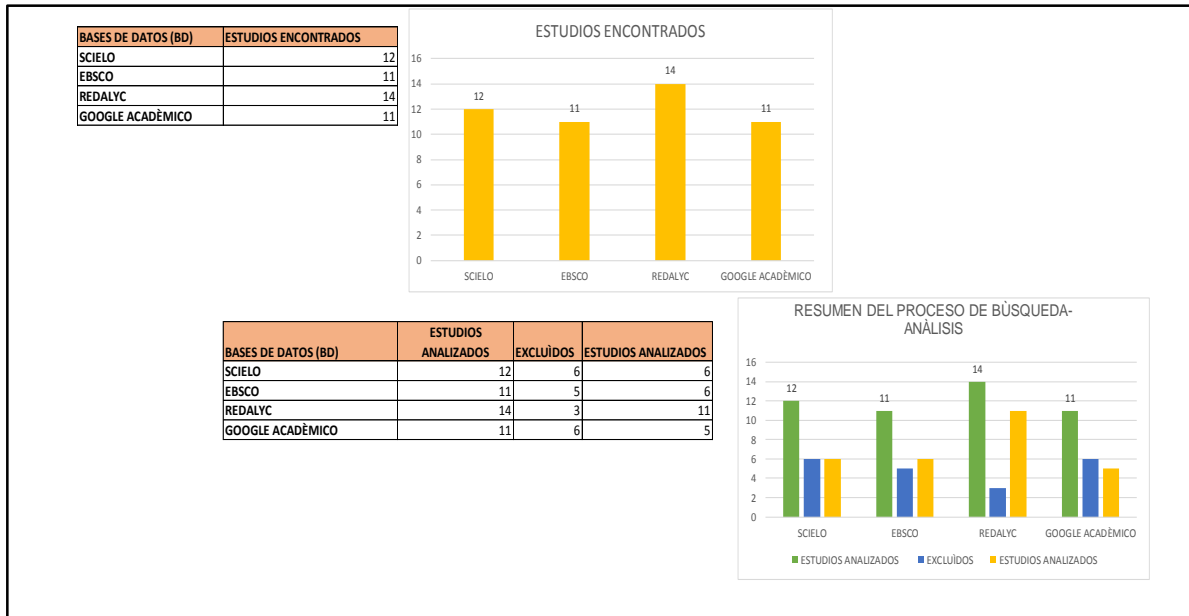 BASES DE DATOS (BD) ESTUDIOS ENCONTRADOS
SCIELO 12
EBSCO 11
REDALYC 14
GOOGLE ACADÈMICO 11
ESTUDIOS ENCONTRADOS
16
14
12
10
8
6
4
2
0
12
11
14
11
SCIELO EBSCO REDALYC GOOGLE ACADÈMICO
ESTUDIOS
BASES DE DATOS (BD) ANALIZADOS EXCLUÌDOS ESTUDIOS ANALIZADOS
SCIELO 12 6 6
EBSCO 11 5 6
REDALYC 14 3 11
GOOGLE ACADÈMICO 11 6 5
RESUMEN DEL PROCESO DE BÙSQUEDA-
ANÀLISIS
16
14
12
10
8
6
4
2
0
12
11
14
11
SCIELO EBSCO REDALYC GOOGLE ACADÈMICO
ESTUDIOS ANALIZADOS EXCLUÌDOS ESTUDIOS ANALIZADOS